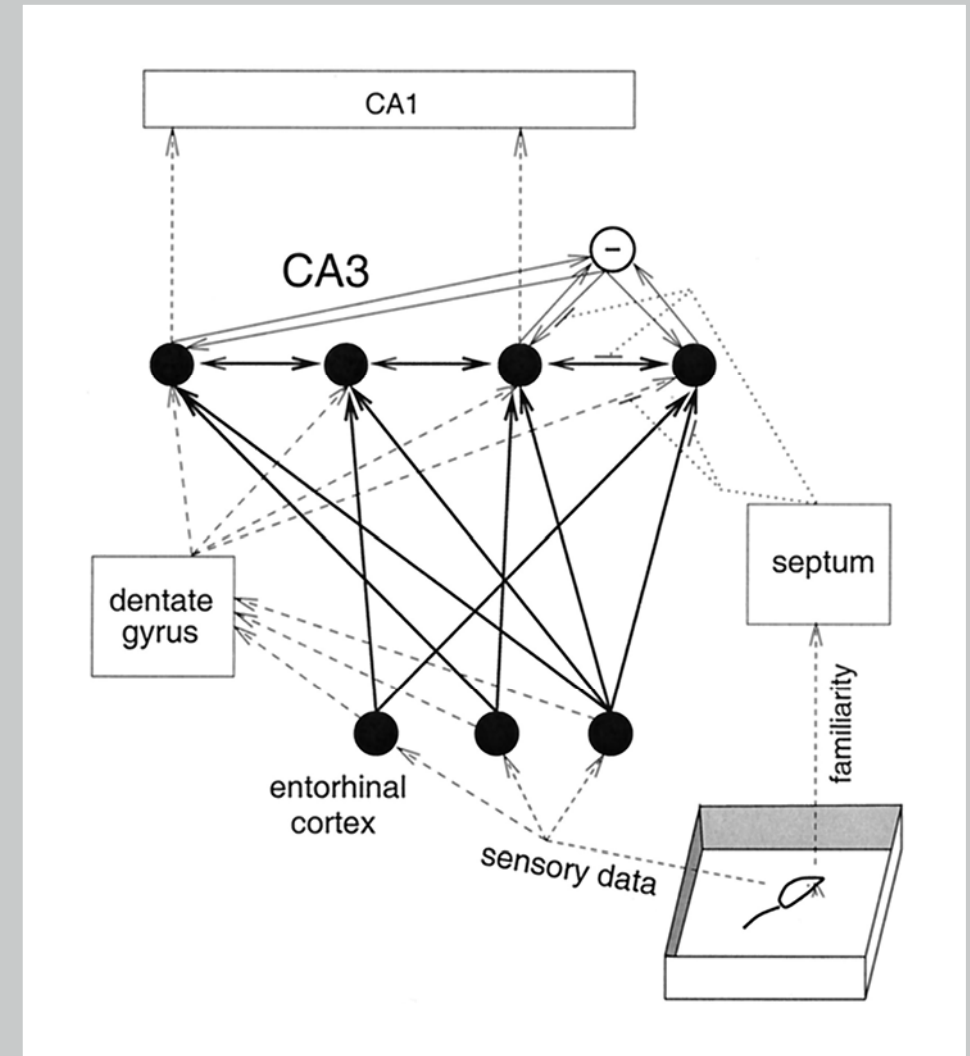 CA1
−
CA3
septum
dentate
gyrus
familiarity
entorhinal
cortex
sensory data